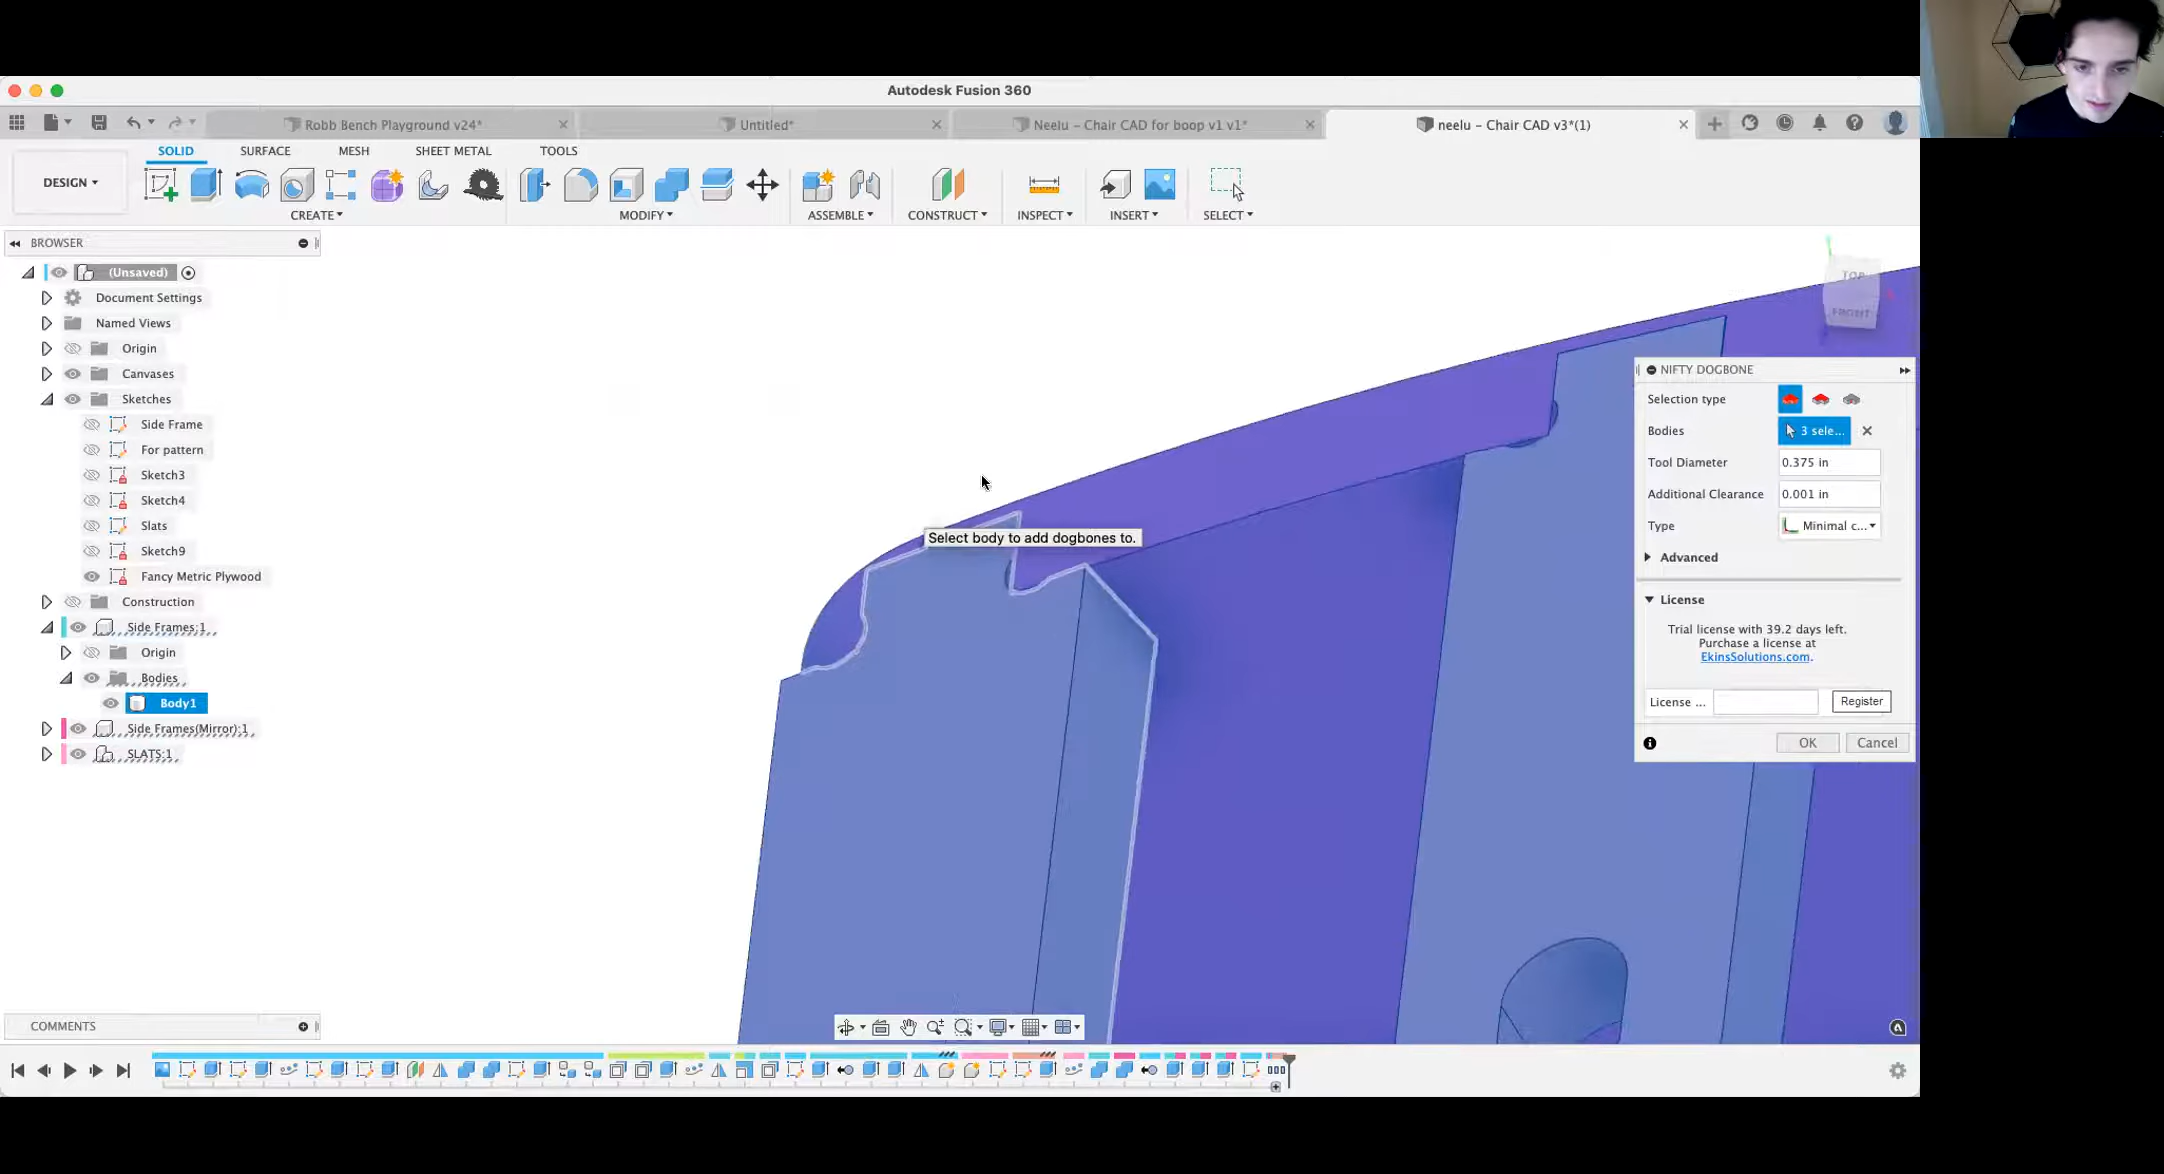 Autodesk Fusion 360
Robb Bench Playground v24*
Untitled*
Neelu – Chair CAD for boop v1 v1*
neelu – Chair CAD v3*(1)
SOLID
SURFACE
MESH
SHEET METAL
TOOLS
DESIGN
CREATE
MODIFY
ASSEMBLE
CONSTRUCT
INSPECT
INSERT
SELECT
BROWSER
(Unsaved)
Document Settings
Named Views
Origin
Canvases
Sketches
Side Frame
For pattern
Sketch3
Sketch4
Slats
Sketch9
Fancy Metric Plywood
Construction
Side Frames:1
Origin
Bodies
Body1
Side Frames(Mirror):1
SLATS:1
COMMENTS
Select body to add dogbones to.
TOP
FRONT
NIFTY DOGBONE
Selection type
Bodies
3 sele...
Tool Diameter
0.375 in
Additional Clearance
0.001 in
Type
Minimal c...
Advanced
License
Trial license with 39.2 days left.
Purchase a license at
EkinsSolutions.com.
License ...
Register
OK
Cancel